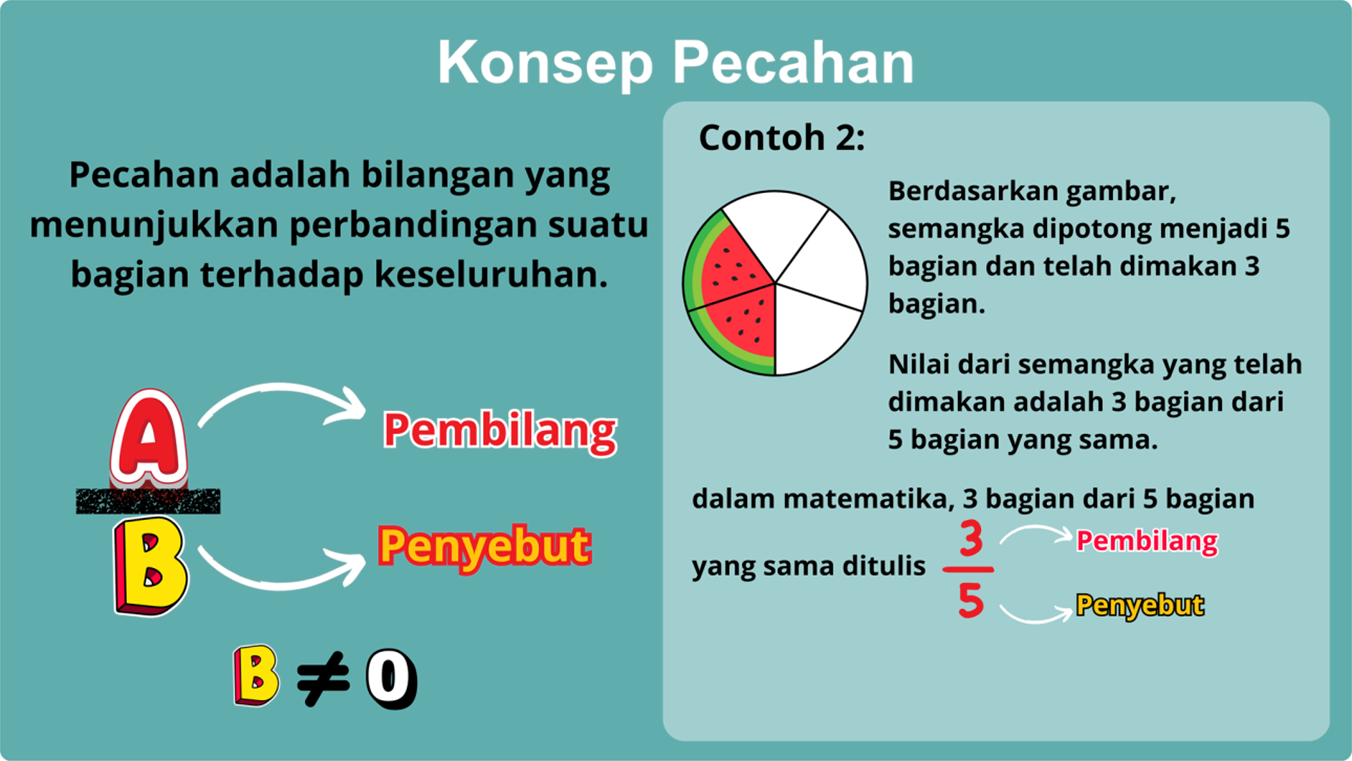 Konsep Pecahan
Pecahan adalah bilangan yang
menunjukkan perbandingan suatu
bagian terhadap keseluruhan.
A
Pembilang
B
Penyebut
B ≠ 0
Contoh 2:
Berdasarkan gambar,
semangka dipotong menjadi 5
bagian dan telah dimakan 3
bagian.
Nilai dari semangka yang telah
dimakan adalah 3 bagian dari
5 bagian yang sama.
dalam matematika, 3 bagian dari 5 bagian
yang sama ditulis
3
Pembilang
5
Penyebut